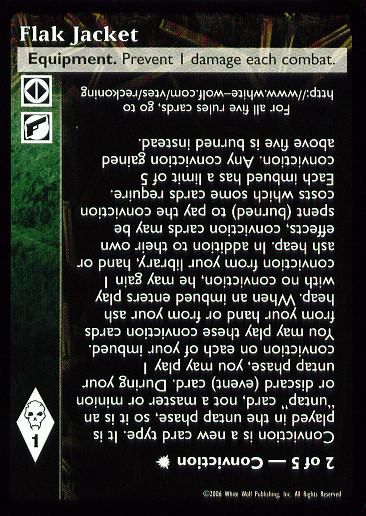 Flak Jacket
Equipment. Prevent 1 damage each combat.
2 of 5 — Conviction
Conviction is a new card type. It is
played in the untap phase, so it is an
"untap" card, not a master or minion
or discard (event) card. During your
untap phase, you may play 1
conviction on each of your imbued.
You may play these conviction cards
from your hand or from your ash
heap. When an imbued enters play
with no conviction, he may gain 1
conviction from your library, hand or
ash heap. In addition to their own
effects, conviction cards may be
spent (burned) to pay the conviction
costs which some cards require.
Each imbued has a limit of 5
conviction. Any conviction gained
above five is burned instead.
For all five rules cards, go to
http://www.white-wolf.com/vtes/reckoning
1
©2006 White Wolf Publishing, Inc. All Rights Reserved